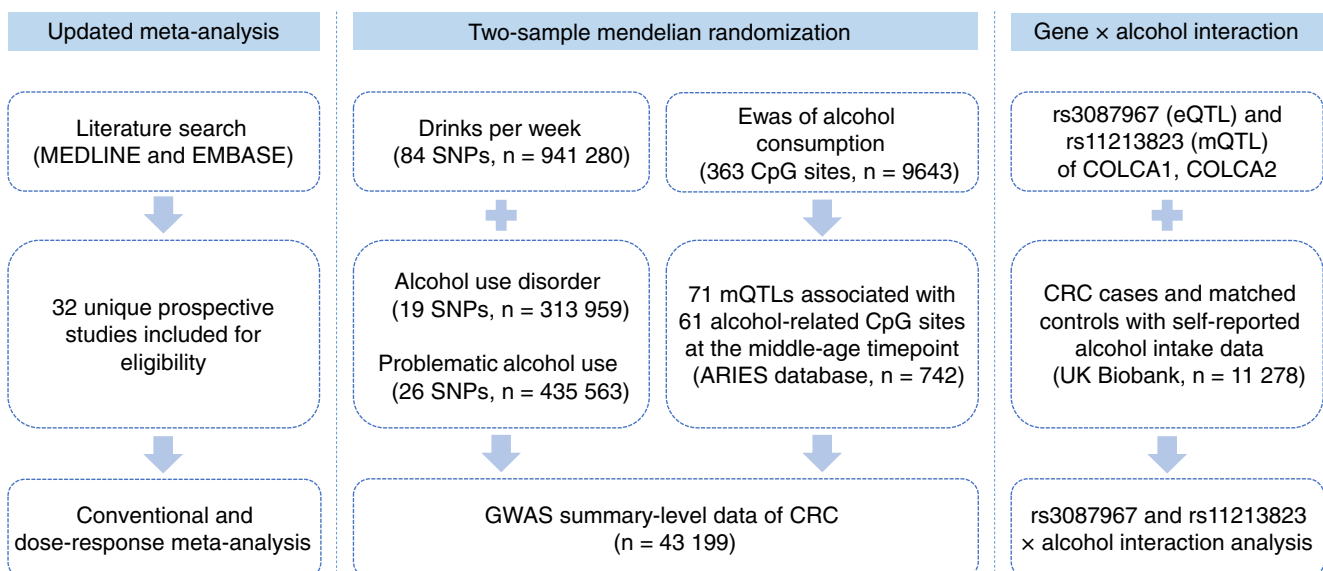 Updated meta-analysis
Literature search
(MEDLINE and EMBASE)
32 unique prospective
studies included for
eligibility
Conventional and
dose-response meta-analysis
Two-sample mendelian randomization
Drinks per week
(84 SNPs, n = 941 280)
Alcohol use disorder
(19 SNPs, n = 313 959)
Problematic alcohol use
(26 SNPs, n = 435 563)
Ewas of alcohol
consumption
(363 CpG sites, n = 9643)
71 mQTLs associated with
61 alcohol-related CpG sites
at the middle-age timepoint
(ARIES database, n = 742)
GWAS summary-level data of CRC
(n = 43 199)
Gene × alcohol interaction
rs3087967 (eQTL) and
rs11213823 (mQTL)
of COLCA1, COLCA2
CRC cases and matched
controls with self-reported
alcohol intake data
(UK Biobank, n = 11 278)
rs3087967 and rs11213823
× alcohol interaction analysis